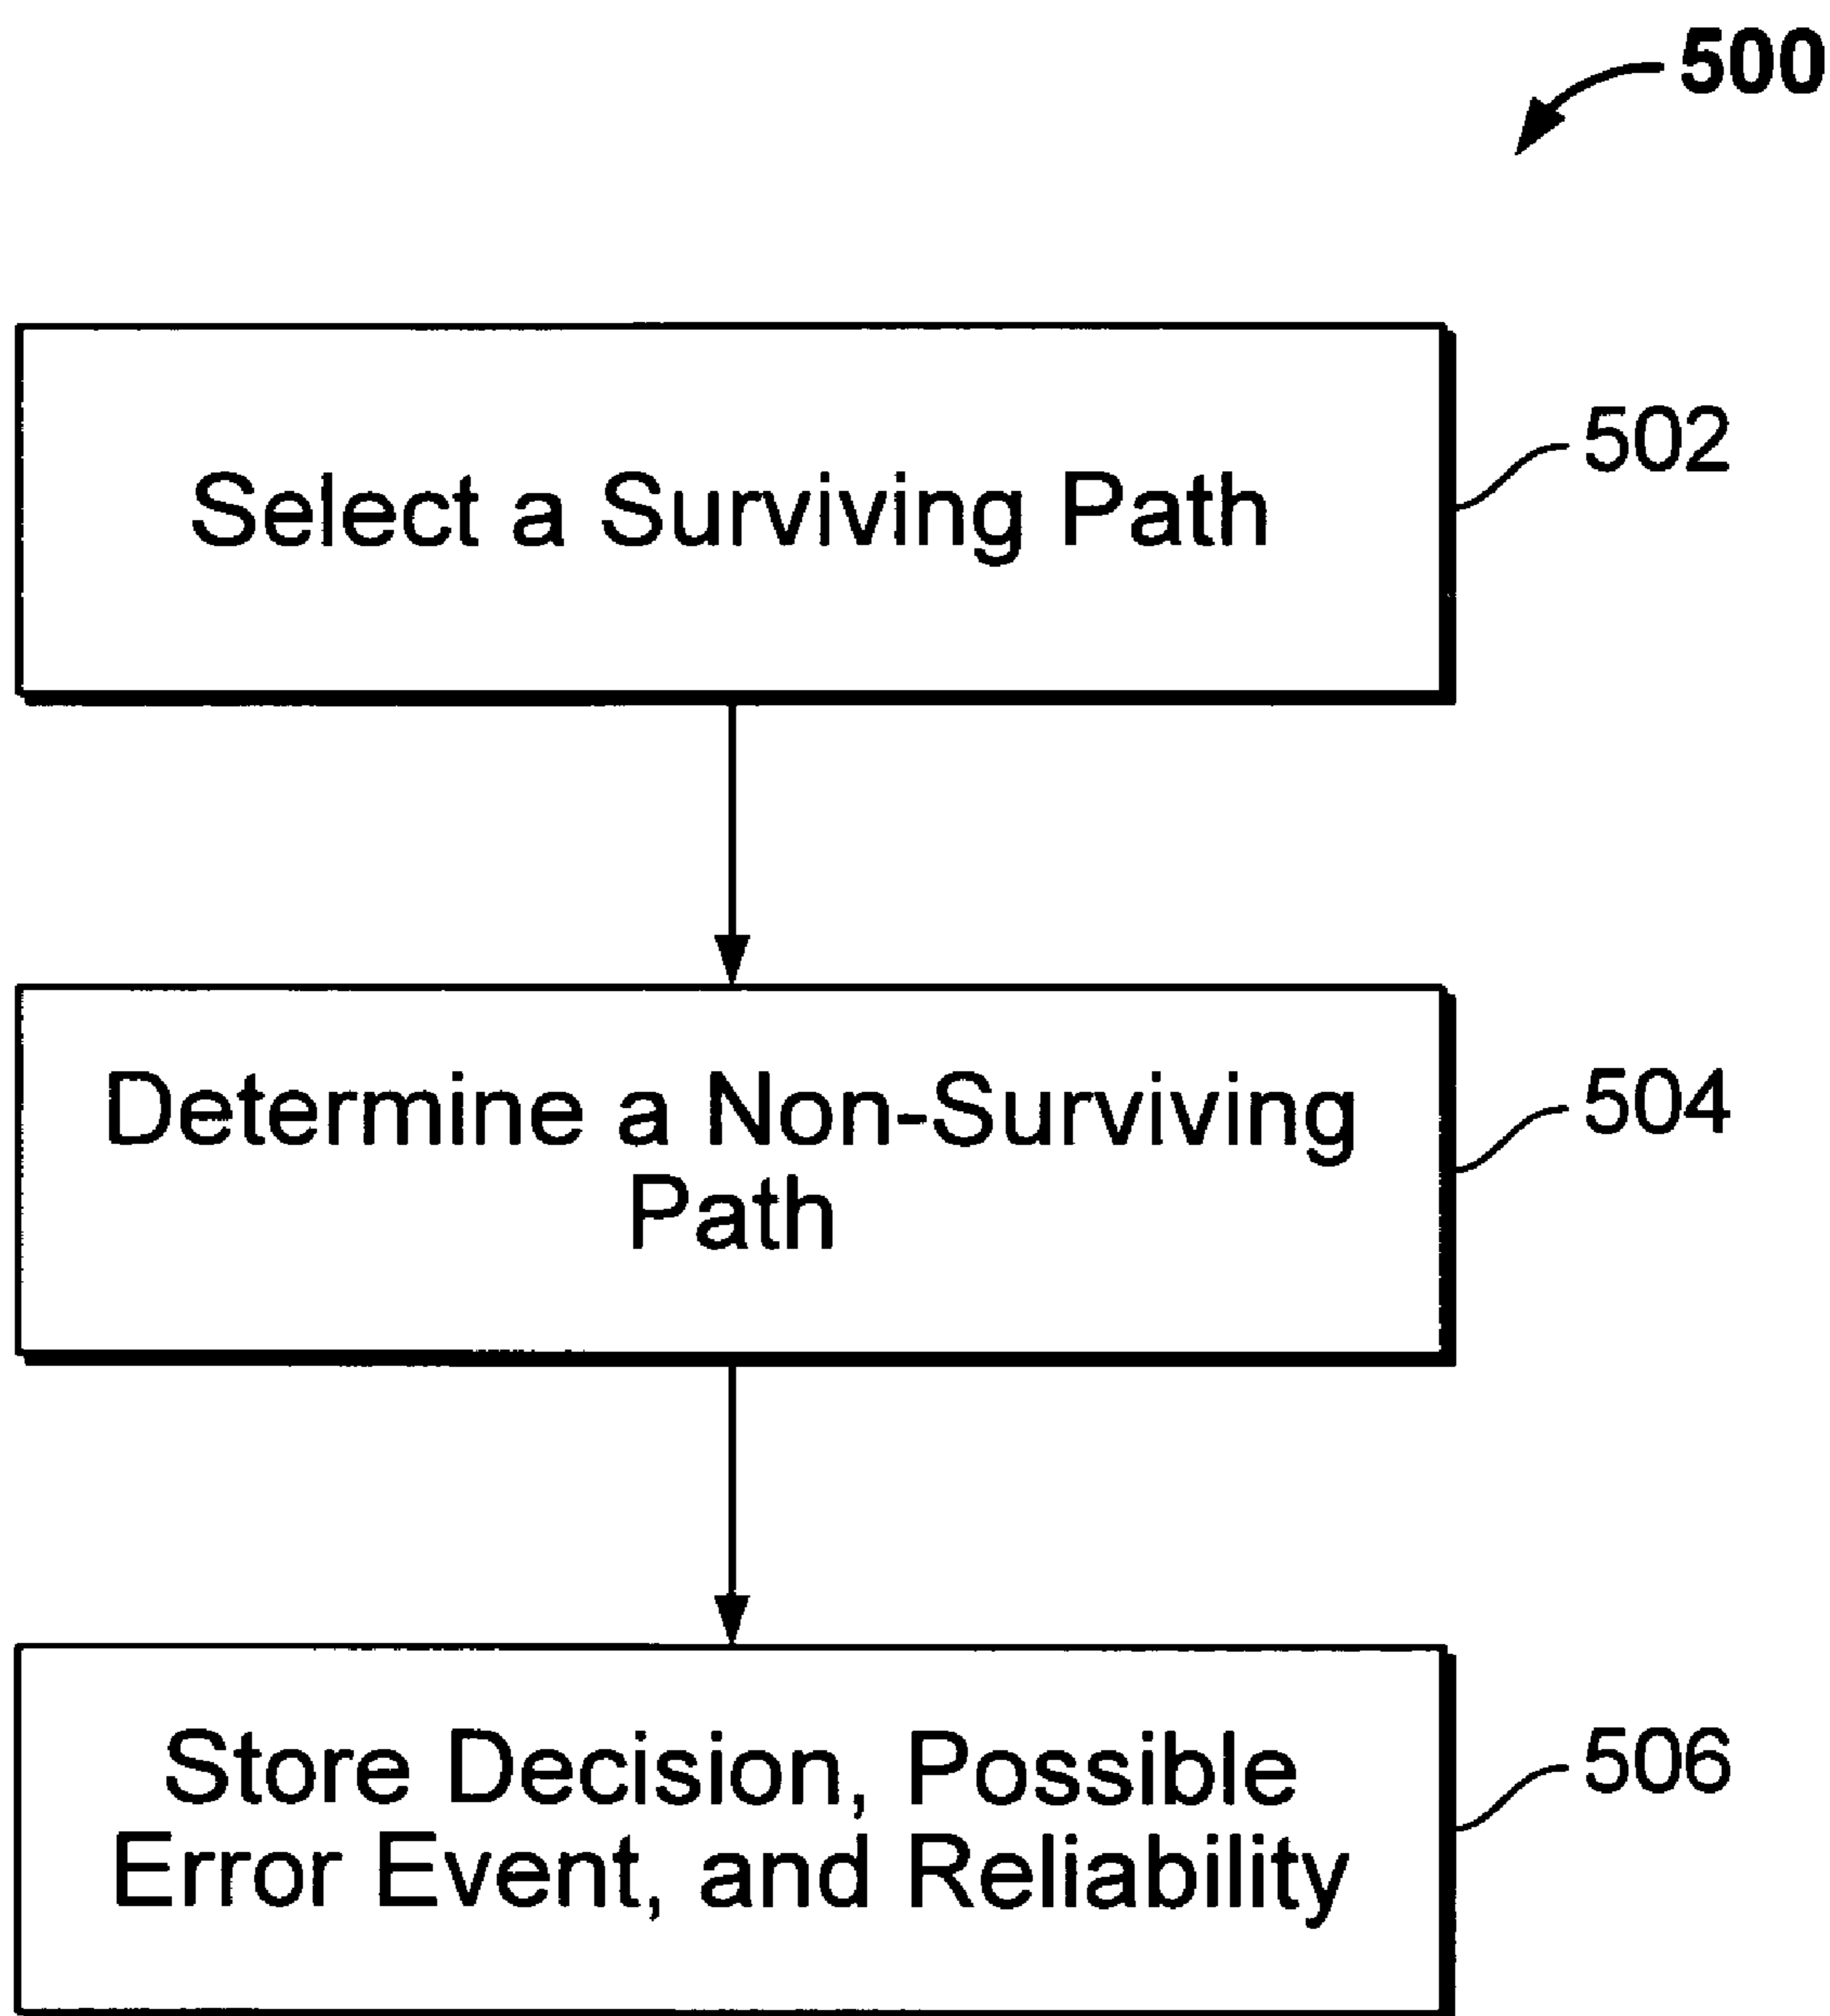 500
Select a Surviving Path
502
Determine a Non-Surviving
Path
504
Store Decision, Possible
Error Event, and Reliability
506